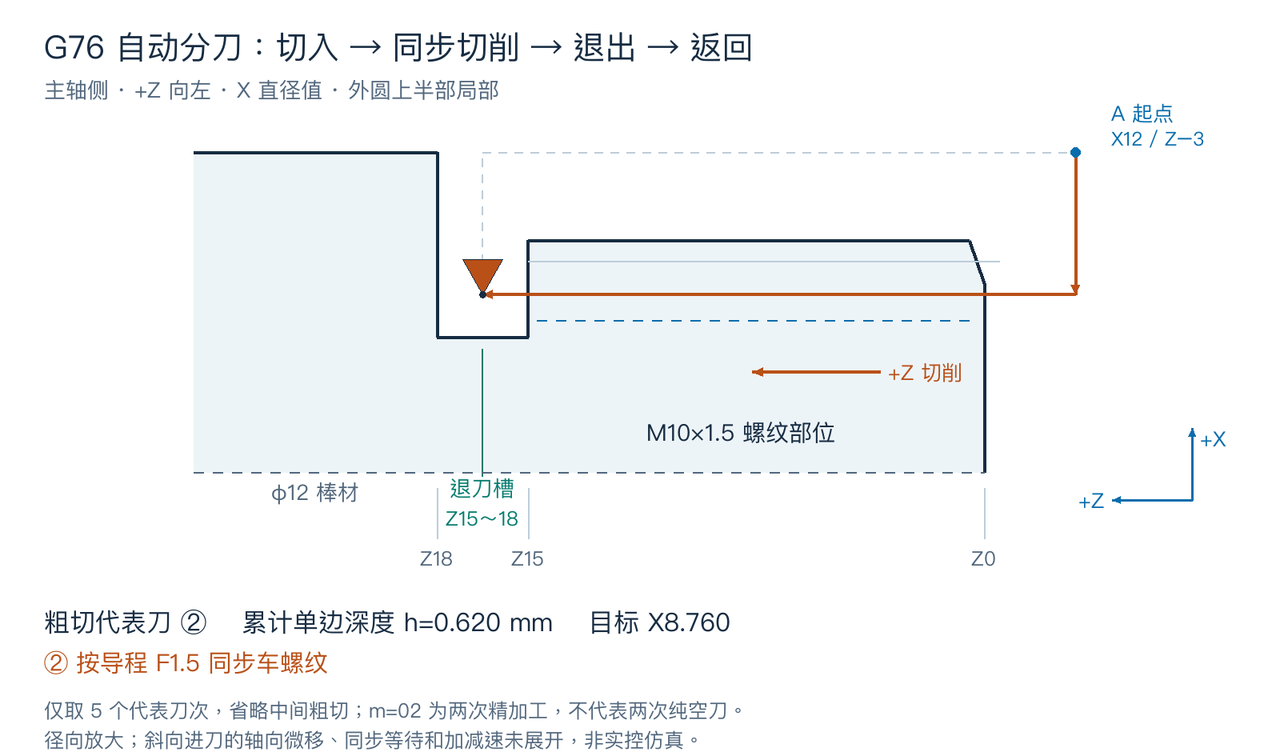 G76 自动分刀：切入 → 同步切削 → 退出 → 返回
主轴侧 · +Z 向左 · X 直径值 · 外圆上半部局部
A 起点
X12 / Z−3
+Z 切削
M10×1.5 螺纹部位
+X
+Z
φ12 棒材
退刀槽
Z15～18
Z18
Z15
Z0
粗切代表刀 ② 累计单边深度 h=0.620 mm 目标 X8.760
② 按导程 F1.5 同步车螺纹
仅取 5 个代表刀次，省略中间粗切；m=02 为两次精加工，不代表两次纯空刀。
径向放大；斜向进刀的轴向微移、同步等待和加减速未展开，非实控仿真。